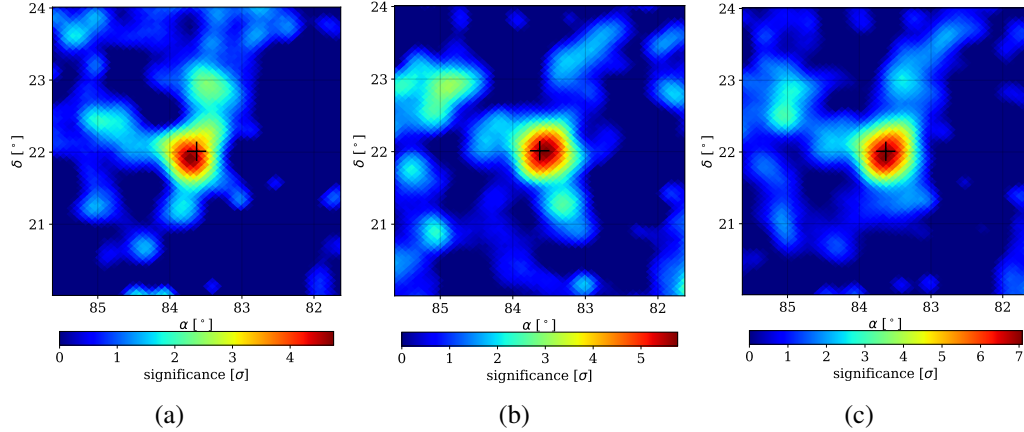 24
23
22
21
δ [°]
85 84 83 82
α [°]
0 1 2 3 4
significance [σ]
(a)
24
23
22
21
δ [°]
85 84 83 82
α [°]
0 1 2 3 4 5
significance [σ]
(b)
24
23
22
21
δ [°]
85 84 83 82
α [°]
0 1 2 3 4 5 6 7
significance [σ]
(c)